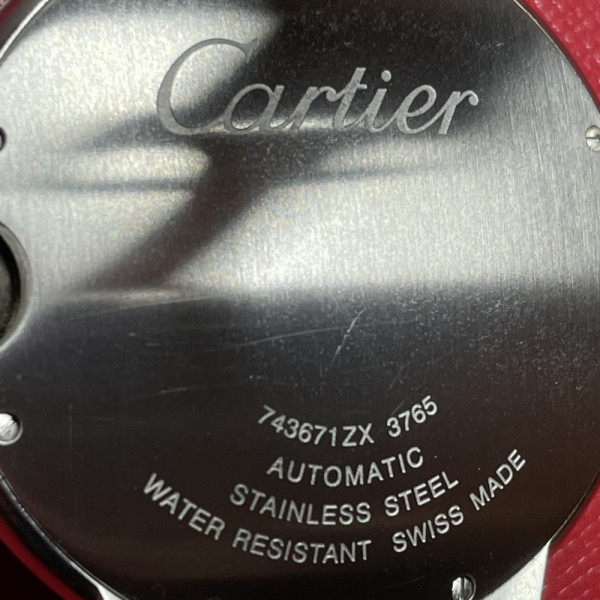 Cartier
743671ZX 3765
AUTOMATIC
STAINLESS STEEL
WATER RESISTANT SWISS MADE